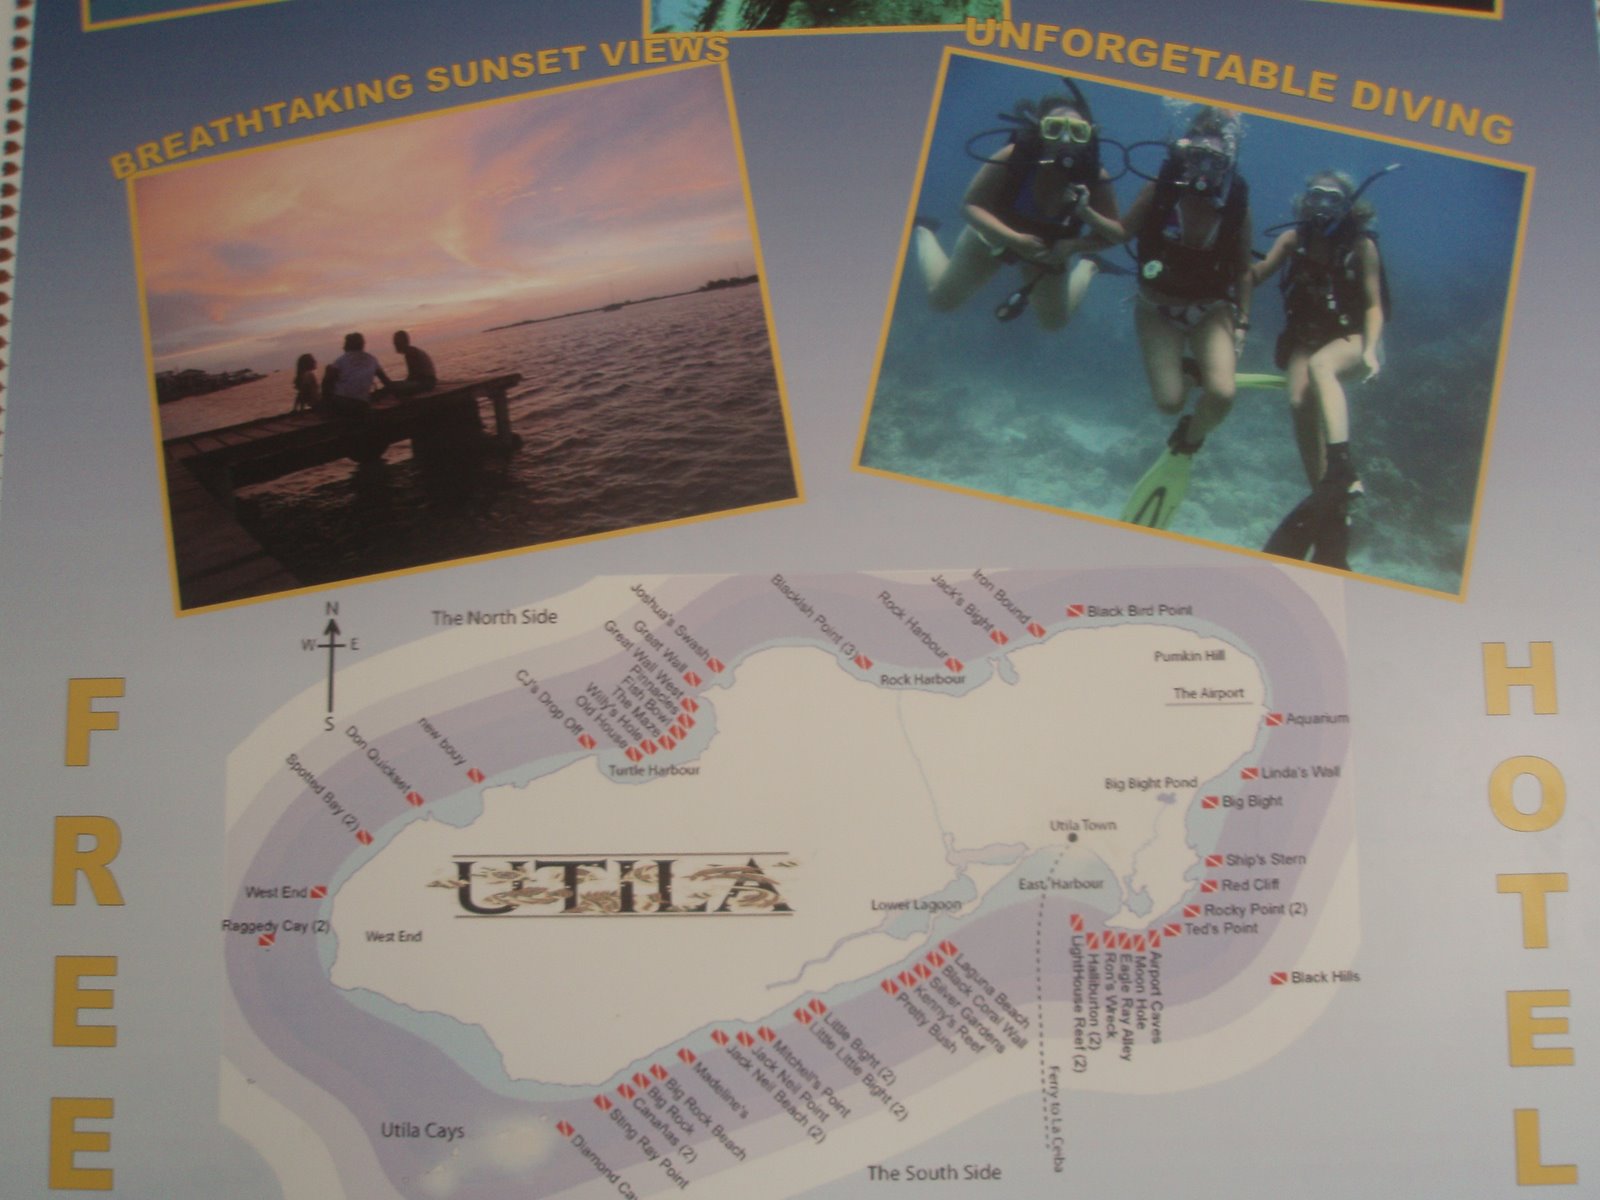 BREATHTAKING SUNSET VIEWS
UNFORGETABLE DIVING
FREE
HOTEL
N
W E
S
The North Side
Joshua's Swash
Great Wall
Great Wall West
Pinnacles
Fish Bowl
The Maze
Willy's Hole
Old House
CJ's Drop Off
new bouy
Don Quickset
Spotted Bay (2)
West End
Raggedy Cay (2)
West End
Turtle Harbour
Blackish Point (3)
Rock Harbour
Rock Harbour
Jack's Bight
Iron Bound
Black Bird Point
Pumkin Hill
The Airport
Aquarium
Linda's Wall
Big Bight Pond
Big Bight
Utila Town
UTILA
Ship's Stern
East Harbour
Red Cliff
Lower Lagoon
Rocky Point (2)
Ted's Point
Black Hills
Airport Caves
Moon Hole
Eagle Ray Alley
Ron's Wreck
Halliburton (2)
LightHouse Reef (2)
Laguna Beach
Black Coral Wall
Silver Gardens
Kenny's Reef
Pretty Bush
Little Bight (2)
Little Little Bight (2)
Mitchell's Point
Jack Neil Point
Jack Neil Beach (2)
Madeline's
Big Rock Beach
Big Rock
Canañas (2)
Sting Ray Point
Diamond Ca
Utila Cays
The South Side
Ferry to La Ceiba